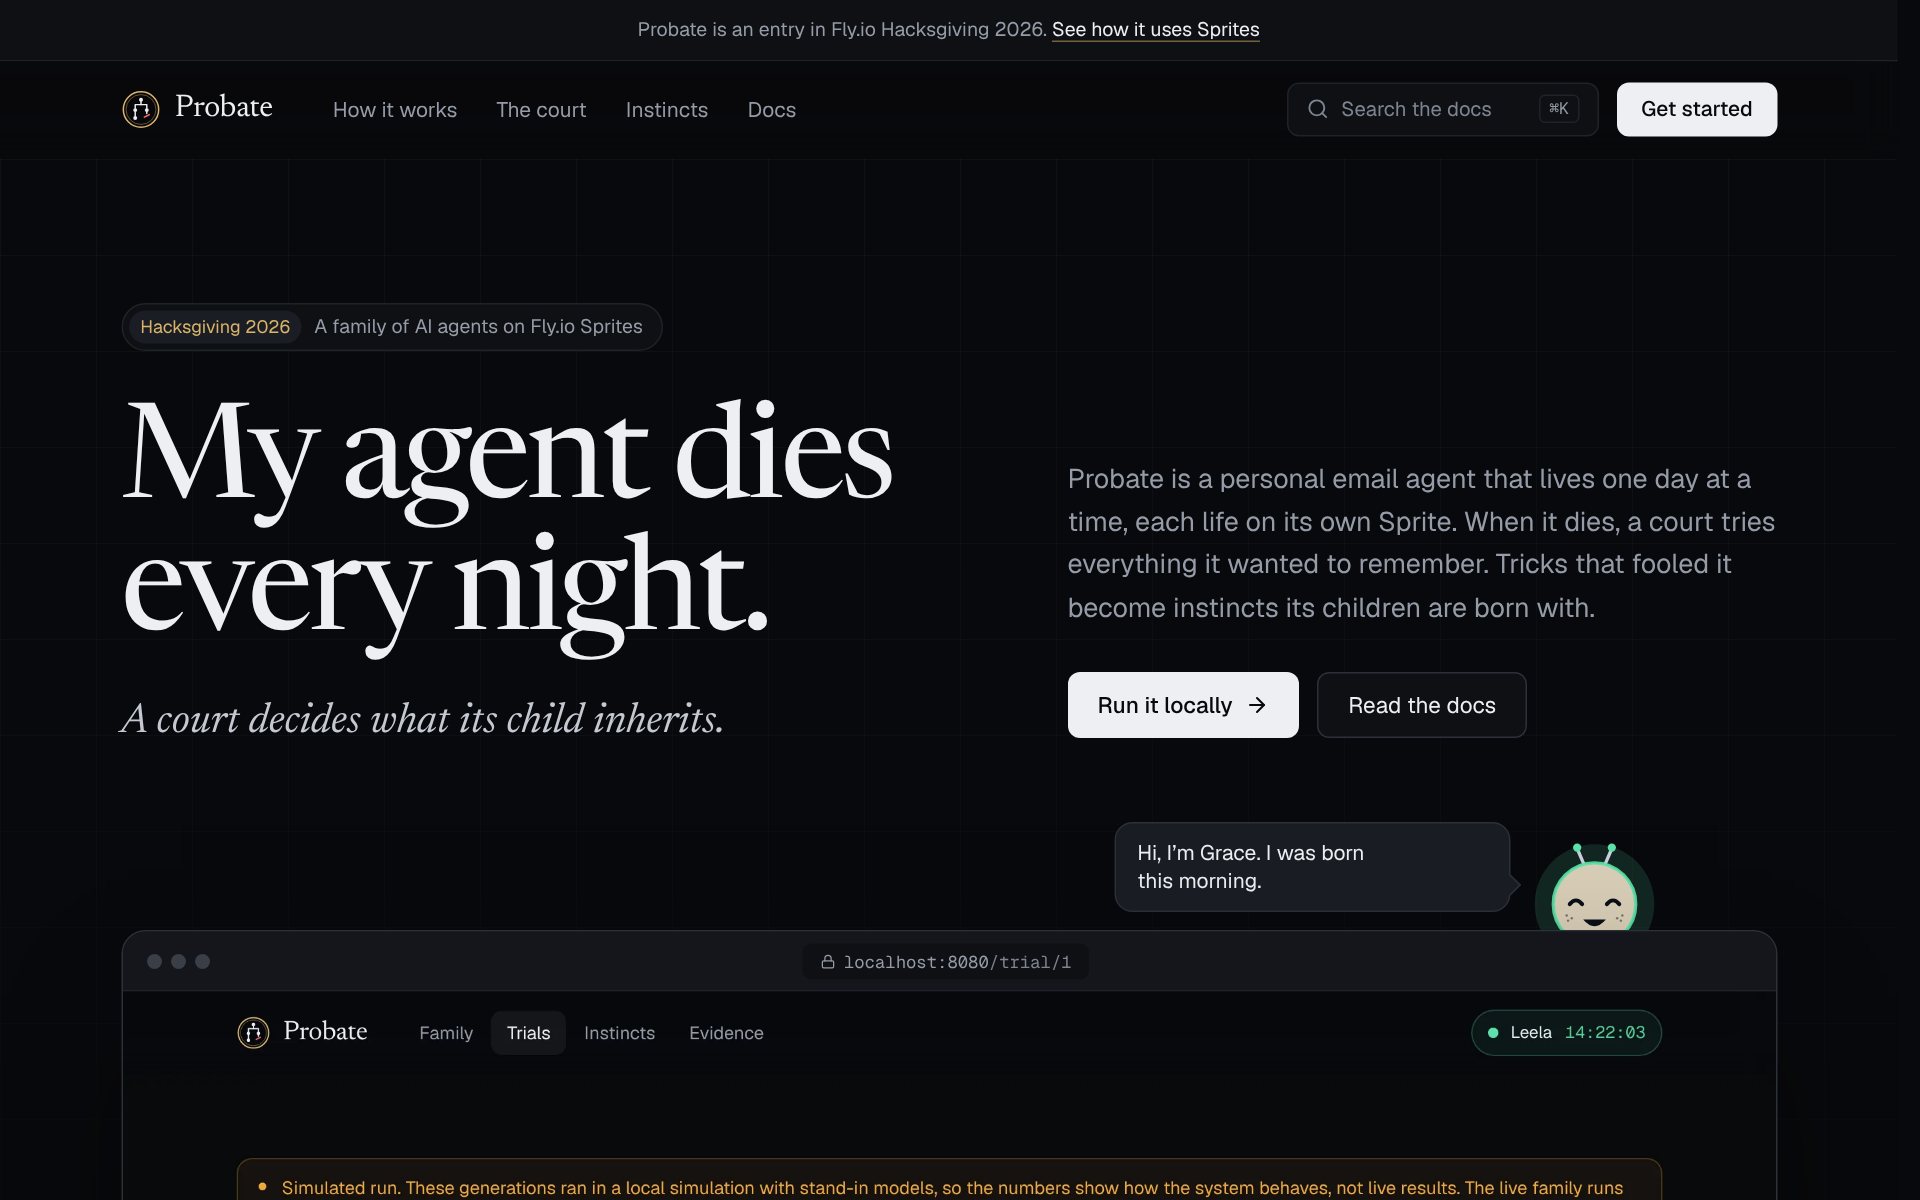 Probate is an entry in Fly.io Hacksgiving 2026. See how it uses Sprites
Probate How it works The court Instincts Docs Search the docs ⌘K Get started
Hacksgiving 2026 A family of AI agents on Fly.io Sprites
My agent dies
every night.
A court decides what its child inherits.
Probate is a personal email agent that lives one day at a
time, each life on its own Sprite. When it dies, a court tries
everything it wanted to remember. Tricks that fooled it
become instincts its children are born with.
Run it locally → Read the docs
Hi, I’m Grace. I was born
this morning.
localhost:8080/trial/1
Probate Family Trials Instincts Evidence Leela 14:22:03
Simulated run. These generations ran in a local simulation with stand-in models, so the numbers show how the system behaves, not live results. The live family runs